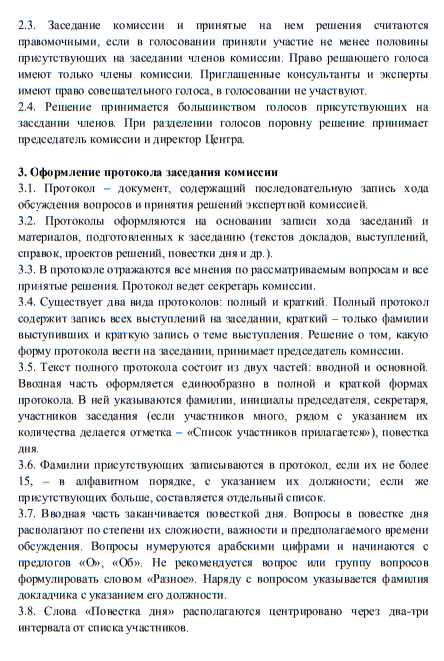 2.3. Заседание комиссии и принятые на нем решения считаются
правомочными, если в голосовании приняли участие не менее половины
присутствующих на заседании членов комиссии. Право решающего голоса
имеют только члены комиссии. Приглашенные консультанты и эксперты
имеют право совещательного голоса, в голосовании не участвуют.
2.4. Решение принимается большинством голосов присутствующих на
заседании членов. При разделении голосов поровну решение принимает
председатель комиссии и директор Центра.
3. Оформление протокола заседания комиссии
3.1. Протокол – документ, содержащий последовательную запись хода
обсуждения вопросов и принятия решений экспертной комиссией.
3.2. Протоколы оформляются на основании записи хода заседаний и
материалов, подготовленных к заседанию (текстов докладов, выступлений,
справок, проектов решений, повестки дня и др.).
3.3. В протоколе отражаются все мнения по рассматриваемым вопросам и все
принятые решения. Протокол ведет секретарь комиссии.
3.4. Существует два вида протоколов: полный и краткий. Полный протокол
содержит запись всех выступлений на заседании, краткий – только фамилии
выступивших и краткую запись о теме выступления. Решение о том, какую
форму протокола вести на заседании, принимает председатель комиссии.
3.5. Текст полного протокола состоит из двух частей: вводной и основной.
Вводная часть оформляется единообразно в полной и краткой формах
протокола. В ней указываются фамилии, инициалы председателя, секретаря,
участников заседания (если участников много, рядом с указанием их
количества делается отметка – «Список участников прилагается»), повестка
дня.
3.6. Фамилии присутствующих записываются в протокол, если их не более
15, – в алфавитном порядке, с указанием их должности; если же
присутствующих больше, составляется отдельный список.
3.7. Вводная часть заканчивается повесткой дня. Вопросы в повестке дня
располагают по степени их сложности, важности и предполагаемого времени
обсуждения. Вопросы нумеруются арабскими цифрами и начинаются с
предлогов «О», «Об». Не рекомендуется вопрос или группу вопросов
формулировать словом «Разное». Наряду с вопросом указывается фамилия
докладчика с указанием его должности.
3.8. Слова «Повестка дня» располагаются центрировано через два-три
интервала от списка участников.